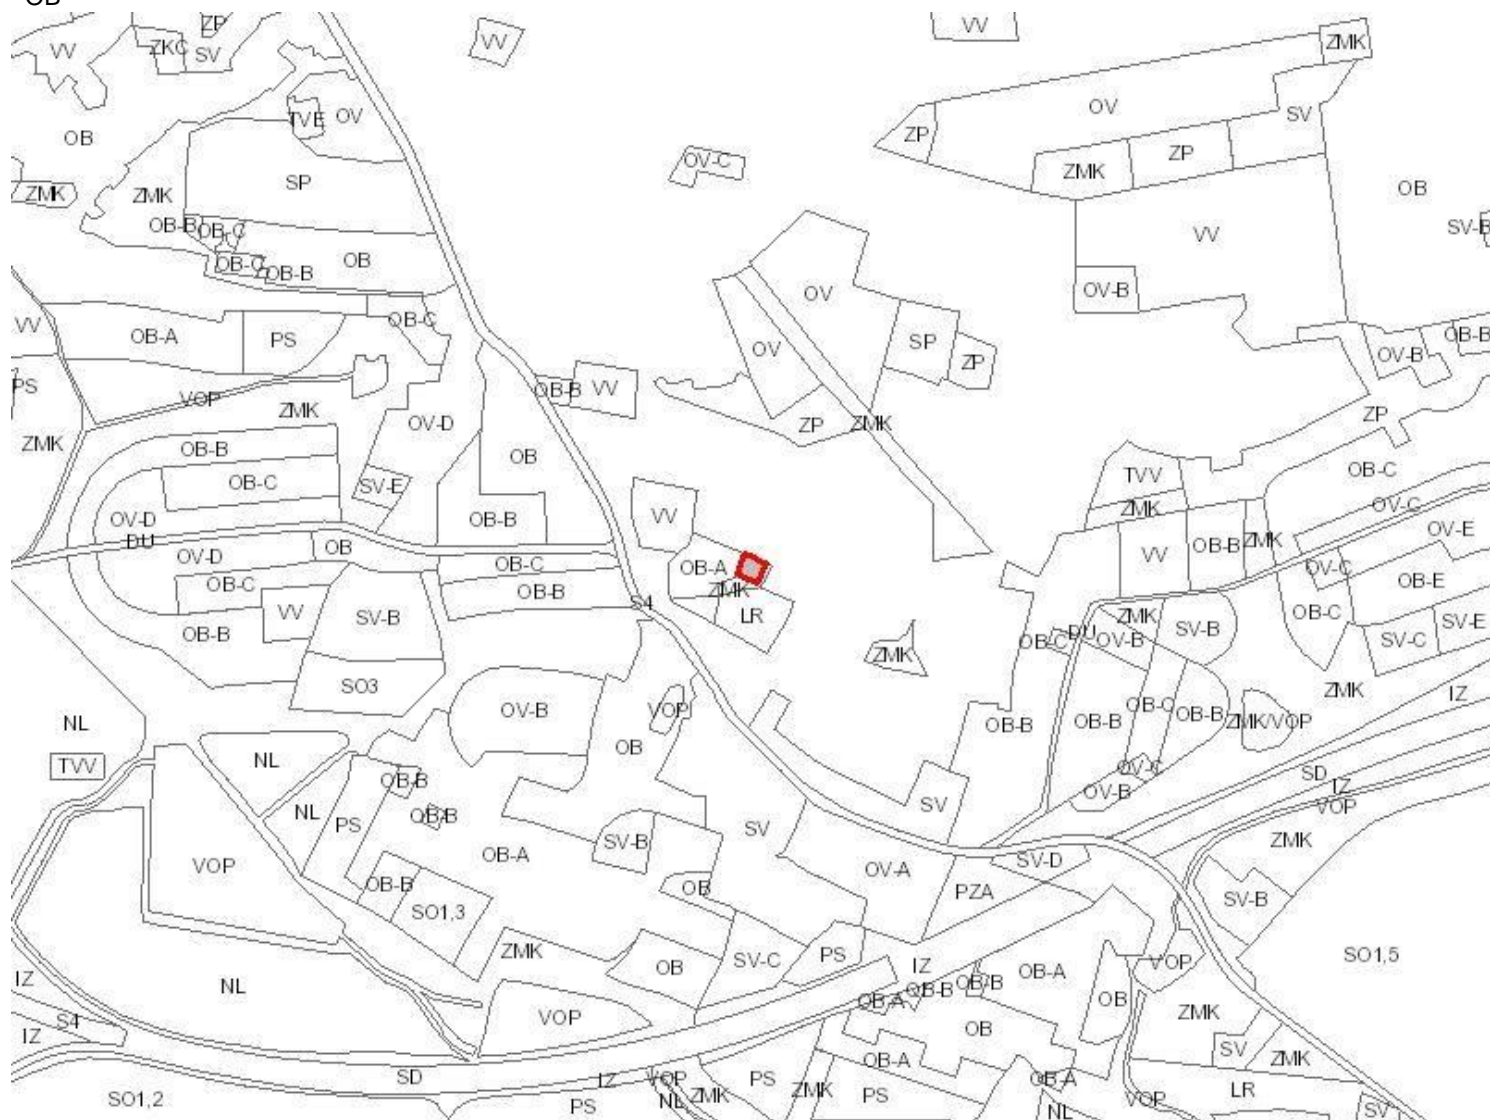 OB
ZP
VV
VV
VV
ZKC
SV
ZMK
OV
TVE
OV
SV
OB
ZP
ZP
OV-C
ZMK
SP
ZMK
ZMK
OB
OB-B
OB-C
SV-B
VV
OB
OB-C
OB-B
OV-B
OV
VV
OB-C
OB-A
PS
OB-B
SP
OV
OV-B
ZP
PS
OB-B
VV
VOP
ZMK
ZP
OV-D
ZMK
ZP
ZMK
OB-B
OB
OB-C
TVV
OB-C
SV-E
OV-C
ZMK
VV
OV-D
OB-B
OV-E
DU
OB
OB-B
ZMK
VV
OV-D
OB-C
OB-A
OV-C
OB-E
OB-C
OB-B
ZMK
S4
VV
SV-B
LR
ZMK
OB-C
SV-E
OB-B
DU
OV-B
SV-B
SV-C
OB-C
ZMK
SO3
ZMK
IZ
OV-B
VOP
OB-C
OB-B
NL
OB-B
OB-B
ZMK/VOP
OB
NL
TVV
OV-C
SD
OB-B
IZ
OV-B
SV
VOP
NL
OB-B
PS
SV
SV-B
ZMK
OB-A
SV-D
VOP
OV-A
OB-B
OB
PZA
SV-B
SO1,3
ZMK
PS
SO1,5
SV-C
VOP
OB
IZ
OB-A
IZ
NL
OB-B
OB-B
OB-A
OB
ZMK
VOP
S4
OB
IZ
SV
OB-A
ZMK
SD
IZ
VOP
PS
OB-A
LR
ZMK
ZMK
PS
SO1,2
PS
NL
VOP
NL
SV